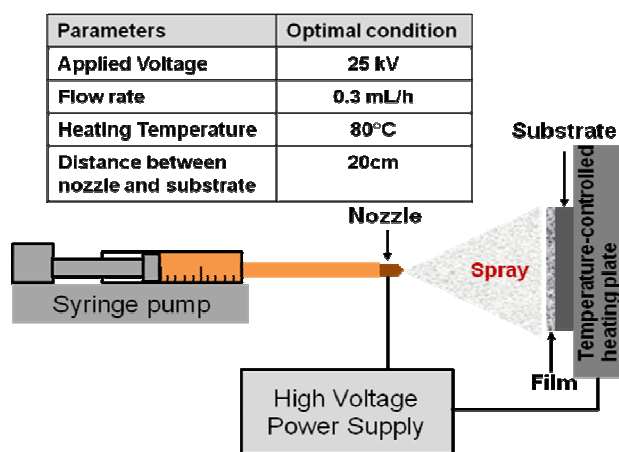 Parameters Optimal condition
Applied Voltage 25 kV
Flow rate 0.3 mL/h
Heating Temperature 80°C
Distance between
nozzle and substrate 20cm
Substrate
Nozzle
Spray
Temperature-controlled
heating plate
Syringe pump
Film
High Voltage
Power Supply